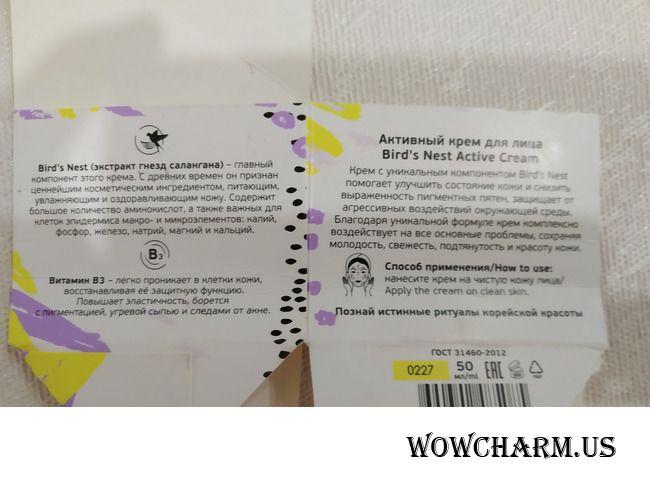 Bird's Nest (экстракт гнезд салангана) – главный
компонент этого крема. С древних времен он признан
ценнейшим косметическим ингредиентом, питающим,
увлажняющим и оздоравливающим кожу. Содержит
большое количество аминокислот, а также важных для
клеток эпидермиса макро- и микроэлементов: калий,
фосфор, железо, натрий, магний и кальций.
B3
Витамин B3 – легко проникает в клетки кожи,
восстанавливая её защитную функцию.
Повышает эластичность, борется
с пигментацией, угревой сыпью и следами от акне.
Активный крем для лица
Bird's Nest Active Cream
Крем с уникальным компонентом Bird's Nest
помогает улучшить состояние кожи и снизить
выраженность пигментных пятен, защищает от
агрессивных воздействий окружающей среды.
Благодаря уникальной формуле крем комплексно
воздействует на все основные проблемы, сохраняя
молодость, свежесть, подтянутость и красоту кожи.
Способ применения/How to use:
нанесите крем на чистую кожу лица/
Apply the cream on clean skin.
Познай истинные ритуалы корейской красоты
ГОСТ 31460-2012
0227 50 мл/ml EAC
WOWCHARM.US